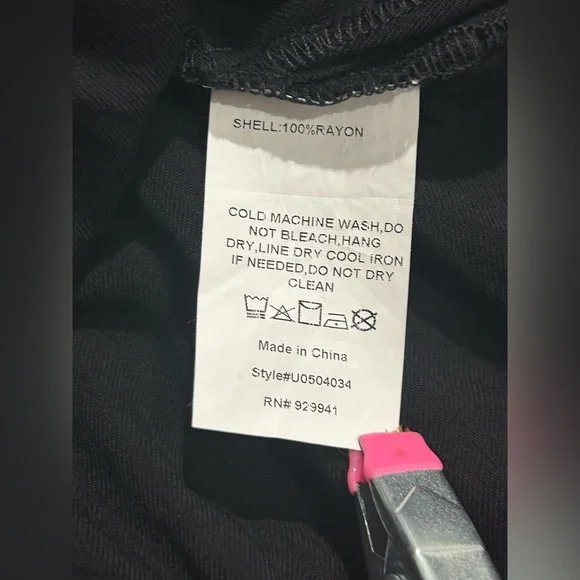 SHELL:100%RAYON
COLD MACHINE WASH,DO
NOT BLEACH,HANG
DRY,LINE DRY COOL IRON
IF NEEDED,DO NOT DRY
CLEAN
Made in China
Style#U0504034
RN# 929941